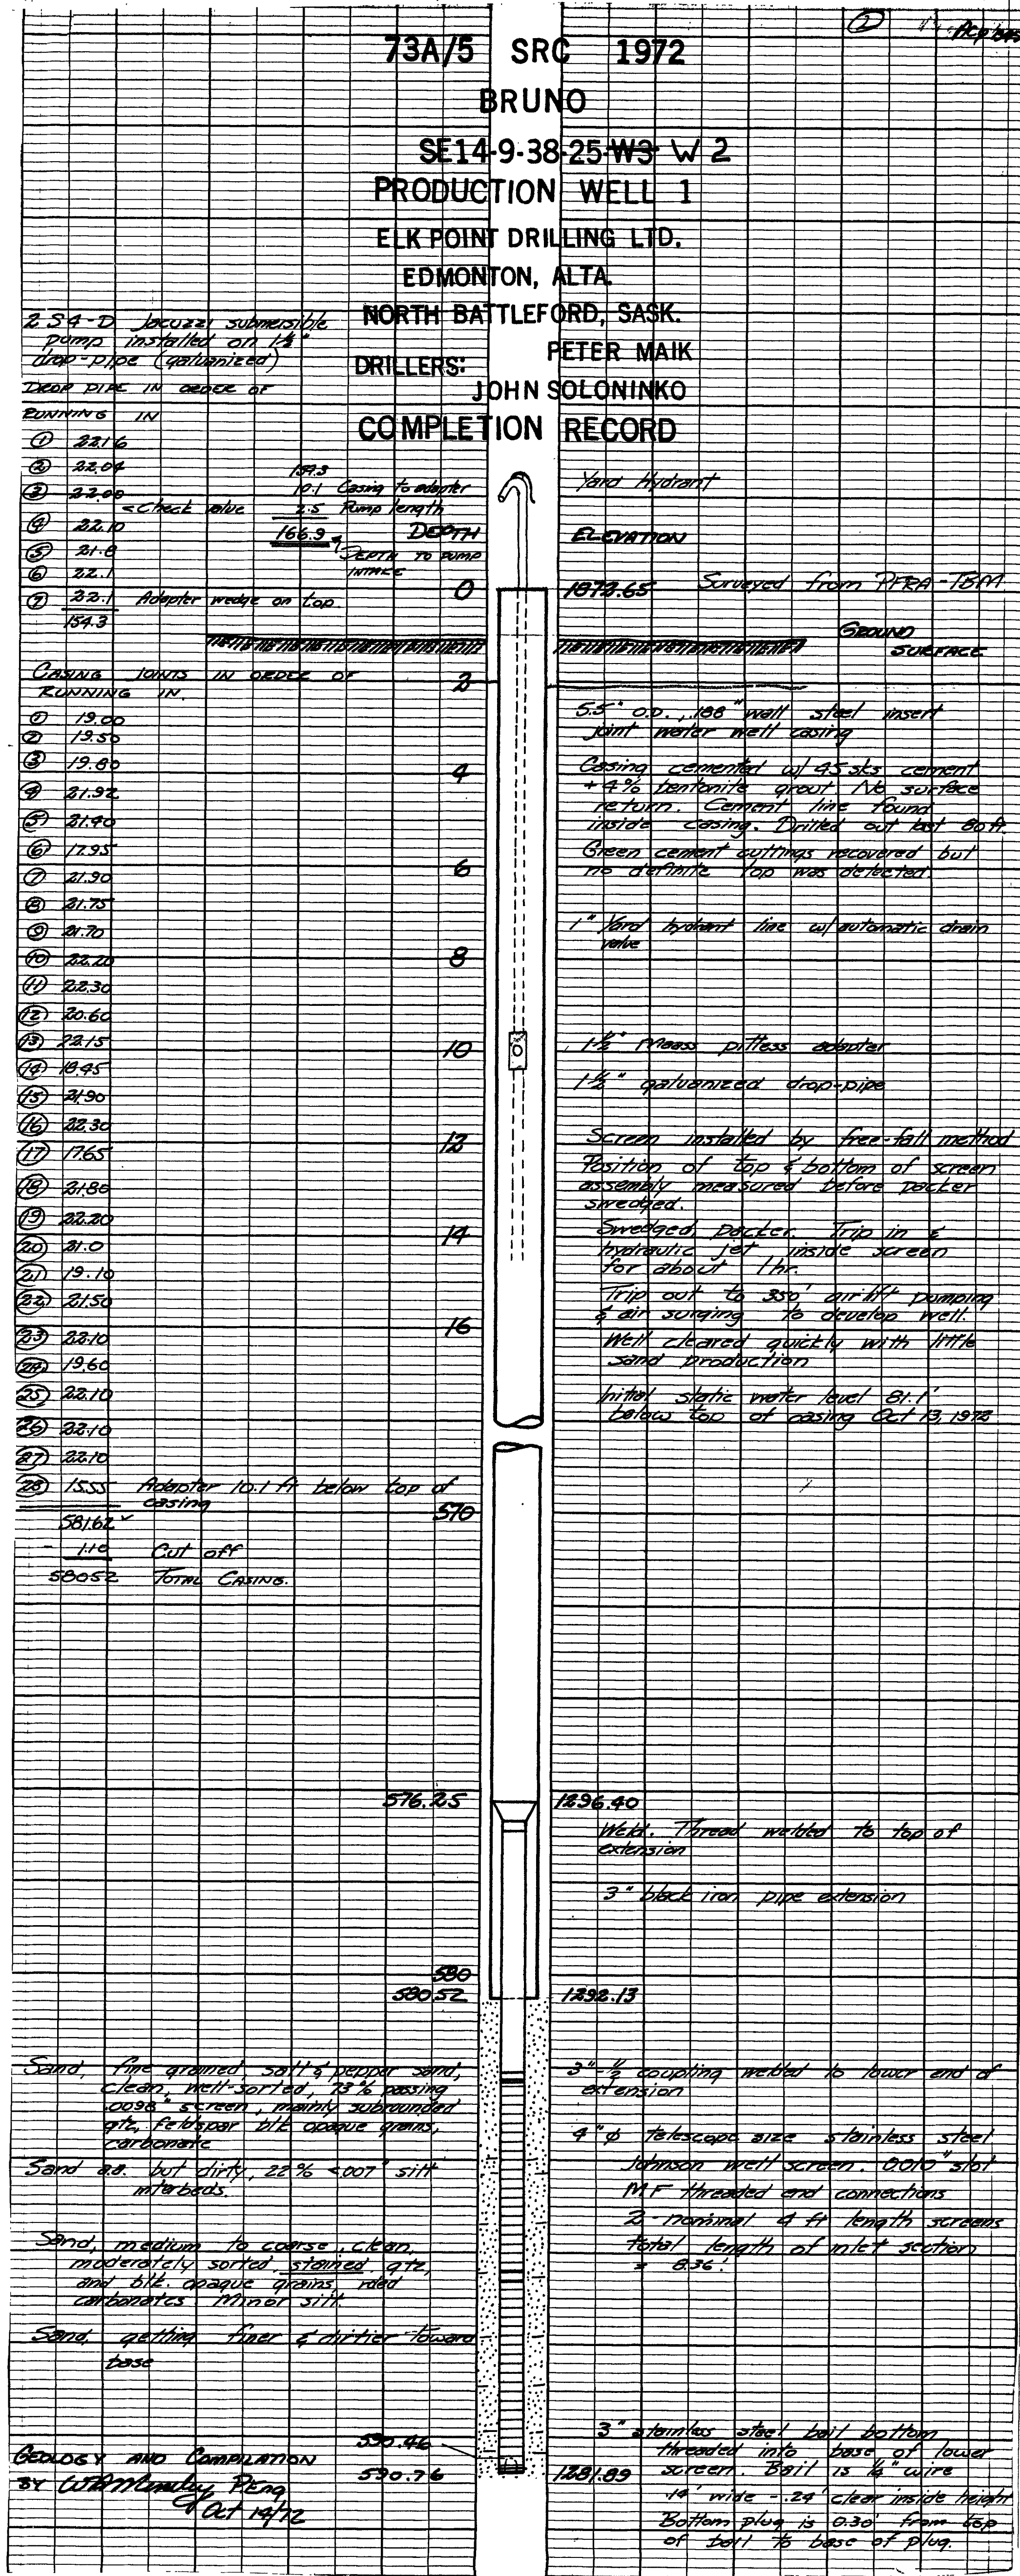 ②
73A/5 SRC 1972
BRUNO
SE14-9-38-25-W3 W 2
PRODUCTION WELL 1
ELK POINT DRILLING LTD.
EDMONTON, ALTA.
NORTH BATTLEFORD, SASK.
DRILLERS: PETER MAIK
JOHN SOLONINKO
COMPLETION RECORD
2 S4-D Jacuzzi submersible
pump installed on 1½"
drop-pipe (galvanized)
DROP PIPE IN ORDER OF
RUNNING IN
① 22.16
② 22.04
③ 22.00
< Check valve
④ 22.10
⑤ 21.8
⑥ 22.1
⑦ 22.1 Adapter wedge on top.
154.3
154.3
10.1 Casing to adapter
2.5 Pump length
166.9
DEPTH TO PUMP
INTAKE
CASING JOINTS IN ORDER OF
RUNNING IN.
① 19.00
② 19.50
③ 19.80
④ 21.92
⑤ 21.40
⑥ 17.95
⑦ 21.90
⑧ 21.75
⑨ 21.70
⑩ 22.20
⑪ 22.30
⑫ 20.60
⑬ 22.15
⑭ 18.45
⑮ 21.90
⑯ 22.30
⑰ 17.65
⑱ 21.80
⑲ 22.20
⑳ 21.0
㉑ 19.10
㉒ 21.50
㉓ 22.10
㉔ 19.60
㉕ 22.10
㉖ 22.10
㉗ 22.10
㉘ 15.55 Adapter 10.1 ft below top of
casing
581.62 ✓
- 1.10 Cut off
580.52 TOTAL CASING.
DEPTH
0
2
4
6
8
10
12
14
16
570
576.25
580
580.52
590.46
590.76
Yard Hydrant
ELEVATION
1872.65 Surveyed from PFRA-TBM
GROUND
SURFACE
5.5" O.D., .188" wall steel insert
joint water well casing
Casing cemented w/ 45 sks cement
+ 4% bentonite grout. No surface
return. Cement line found
inside casing. Drilled out last 80 ft.
Green cement cuttings recovered but
no definite top was detected.
1" Yard hydrant line w/ automatic drain
valve
1½" Maass pitless adapter
1½" galvanized drop-pipe
Screen installed by free-fall method
Position of top & bottom of screen
assembly measured before packer
swedged.
Swedged packer. Trip in &
hydraulic jet inside screen
for about 1 hr.
Trip out to 350' airlift pumping
& air surging to develop well.
Well cleared quickly with little
sand production
Initial static water level 81.1'
below top of casing Oct 13, 1972
1296.40
Weld. Thread welded to top of
extension
3" black iron pipe extension
1292.13
3"-½ coupling welded to lower end of
extension
4" ϕ telescope size stainless steel
Johnson well screen. 0.010" slot
MF threaded end connections
2 - nominal 4 ft length screens
total length of inlet section
= 8.36'.
3" stainless steel bail bottom
threaded into base of lower
screen. Bail is ¼" wire
.14' wide - .24' clear inside height
Bottom plug is 0.30' from top
of bail to base of plug.
1281.89
Sand, fine grained, salt & pepper sand,
clean, well-sorted, 73% passing
.0098" screen, mainly subrounded
qtz, feldspar blk opaque grains,
carbonate
Sand a.a. but dirty, 22% <.007" silt
interbeds.
Sand, medium to coarse, clean,
moderately sorted, stained qtz,
and blk. opaque grains, rded
carbonates Minor silt.
Sand, getting finer & dirtier toward
base
GEOLOGY AND COMPILATION
BY P.Eng
Oct 14/72